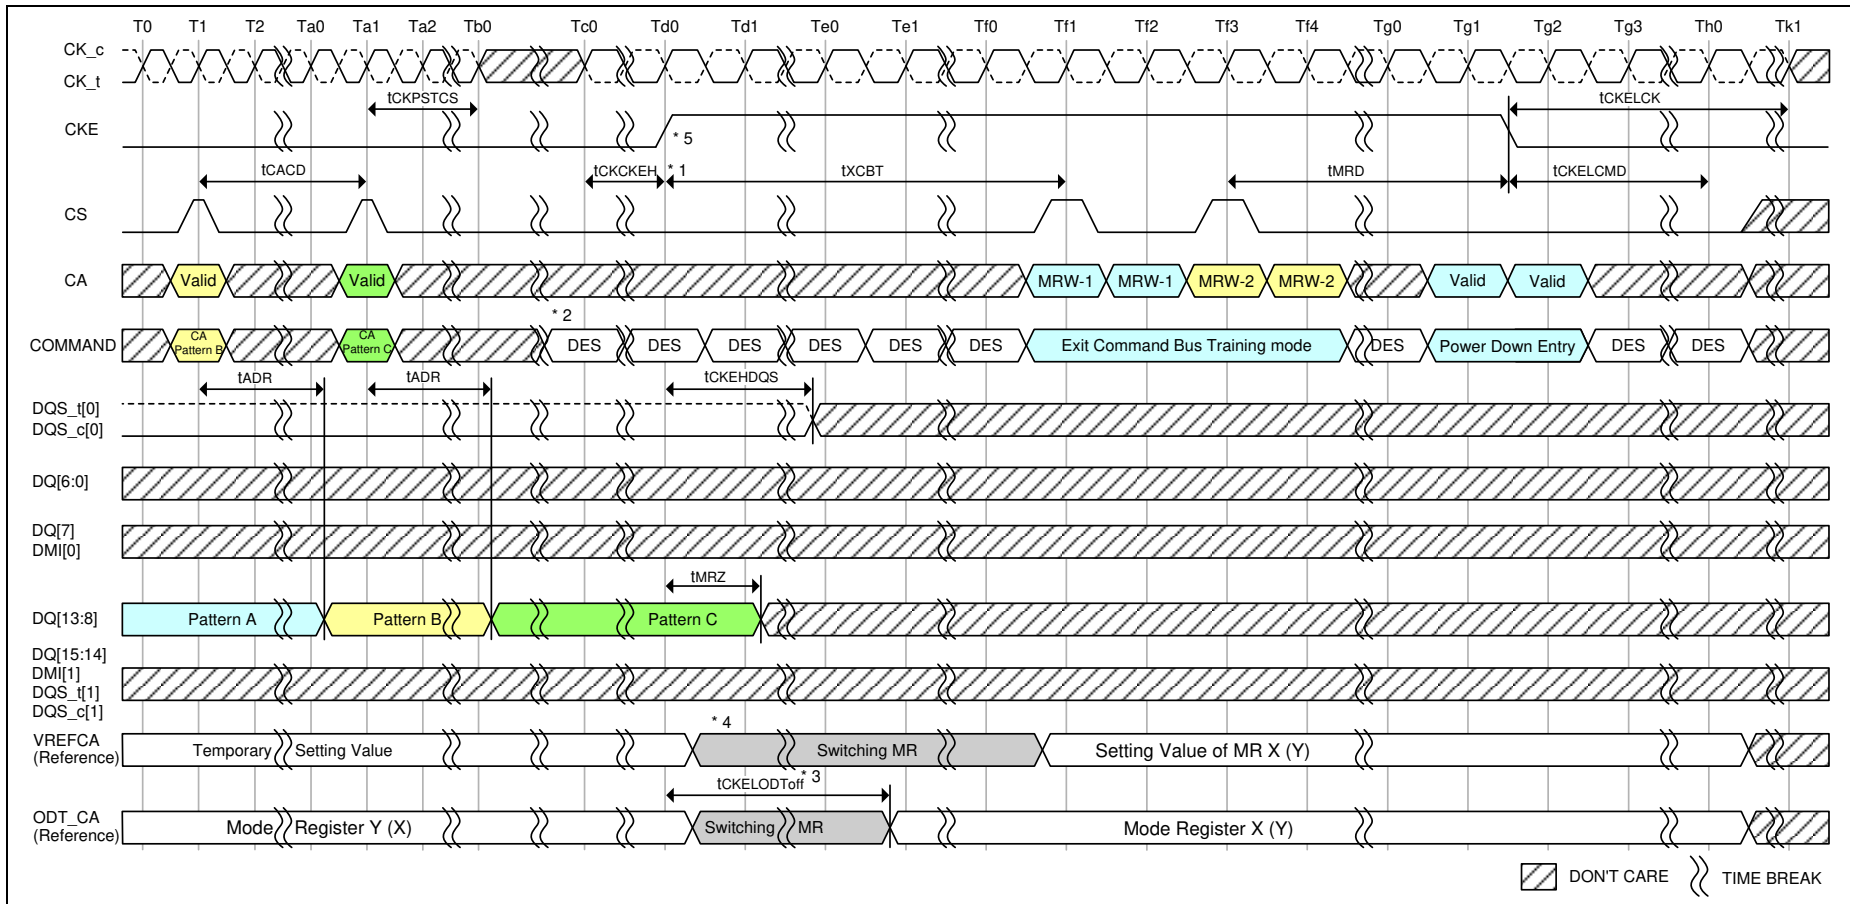 T0 T1 T2 Ta0 Ta1 Ta2 Tb0 Tc0 Td0 Td1 Te0 Te1 Tf0 Tf1 Tf2 Tf3 Tf4 Tg0 Tg1 Tg2 Tg3 Th0 Tk1
CK_c
CK_t
tCKPSTCS tCKELCK
CKE
* 5
tCACD tCKCKEH * 1 tXCBT tMRD tCKELCMD
CS
CA Valid Valid MRW-1 MRW-1 MRW-2 MRW-2 Valid Valid
* 2
COMMAND CA Pattern B CA Pattern C DES DES DES DES DES DES Exit Command Bus Training mode DES Power Down Entry DES DES
tADR tADR tCKEHDQS
DQS_t[0]
DQS_c[0]
DQ[6:0]
DQ[7]
DMI[0]
tMRZ
DQ[13:8] Pattern A Pattern B Pattern C
DQ[15:14]
DMI[1]
DQS_t[1]
DQS_c[1]
* 4
VREFCA
(Reference)
Temporary Setting Value Switching MR Setting Value of MR X (Y)
tCKELODToff * 3
ODT_CA
(Reference)
Mode Register Y (X) Switching MR Mode Register X (Y)
DON'T CARE TIME BREAK